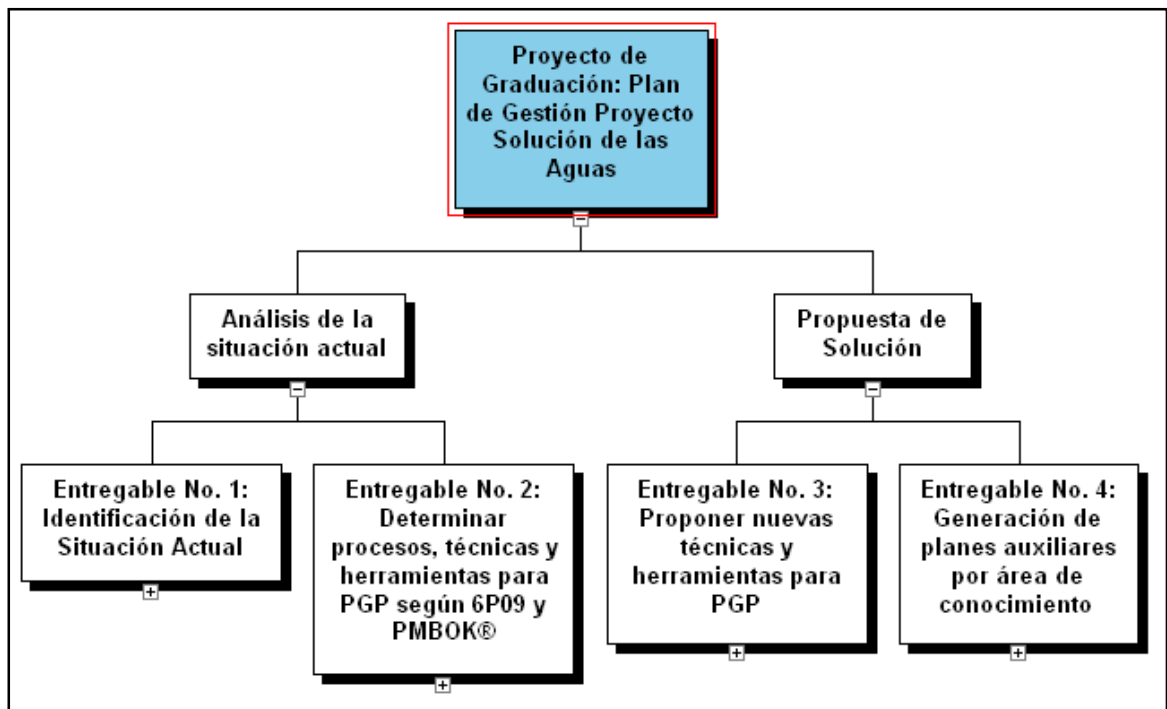 Proyecto de
Graduación: Plan
de Gestión Proyecto
Solución de las
Aguas
Análisis de la
situación actual
Propuesta de
Solución
Entregable No. 1:
Identificación de la
Situación Actual
Entregable No. 2:
Determinar
procesos, técnicas y
herramientas para
PGP según 6P09 y
PMBOK®
Entregable No. 3:
Proponer nuevas
técnicas y
herramientas para
PGP
Entregable No. 4:
Generación de
planes auxiliares
por área de
conocimiento